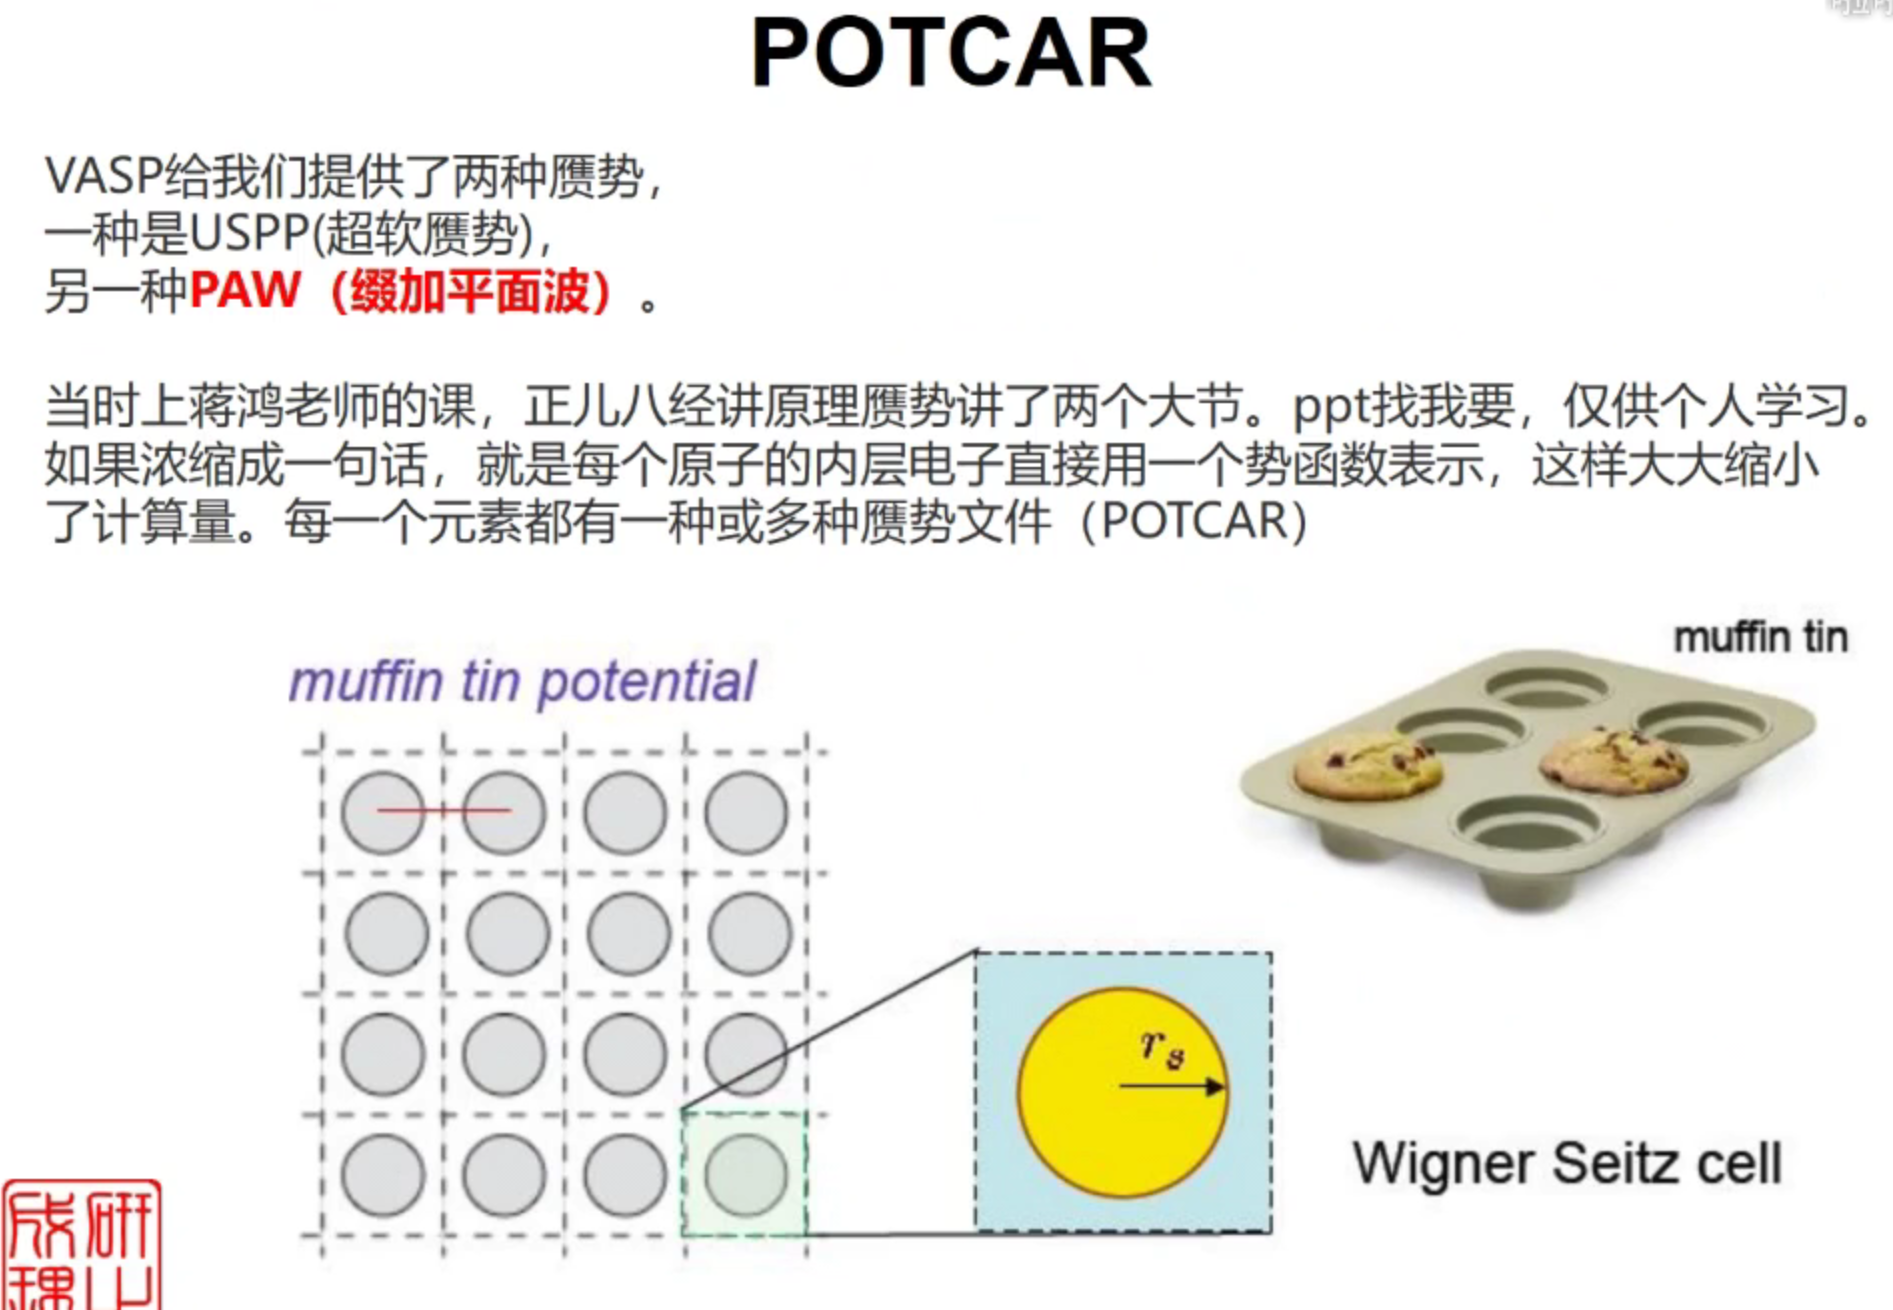 POTCAR
VASP给我们提供了两种赝势，
一种是USPP(超软赝势)，
另一种PAW（缀加平面波）。
当时上蒋鸿老师的课，正儿八经讲原理赝势讲了两个大节。ppt找我要，仅供个人学习。
如果浓缩成一句话，就是每个原子的内层电子直接用一个势函数表示，这样大大缩小
了计算量。每一个元素都有一种或多种赝势文件（POTCAR）
muffin tin
muffin tin potential
r_s
Wigner Seitz cell